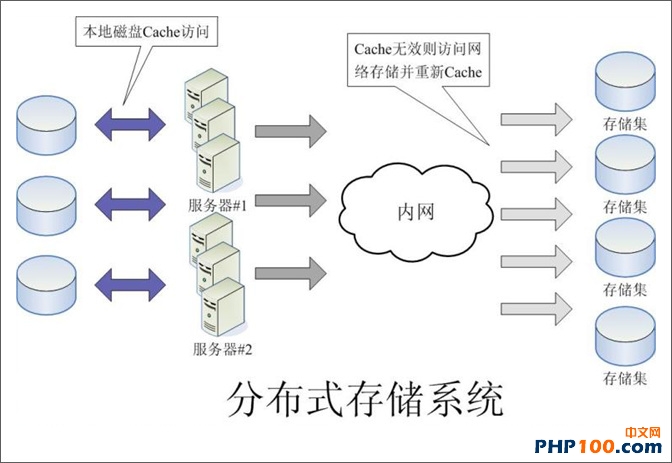 本地磁盘Cache访问
Cache无效则访问网
络存储并重新Cache
存储集
服务器#1
存储集
内网
存储集
服务器#2
存储集
分布式存储系统
中文网
PHP100.com